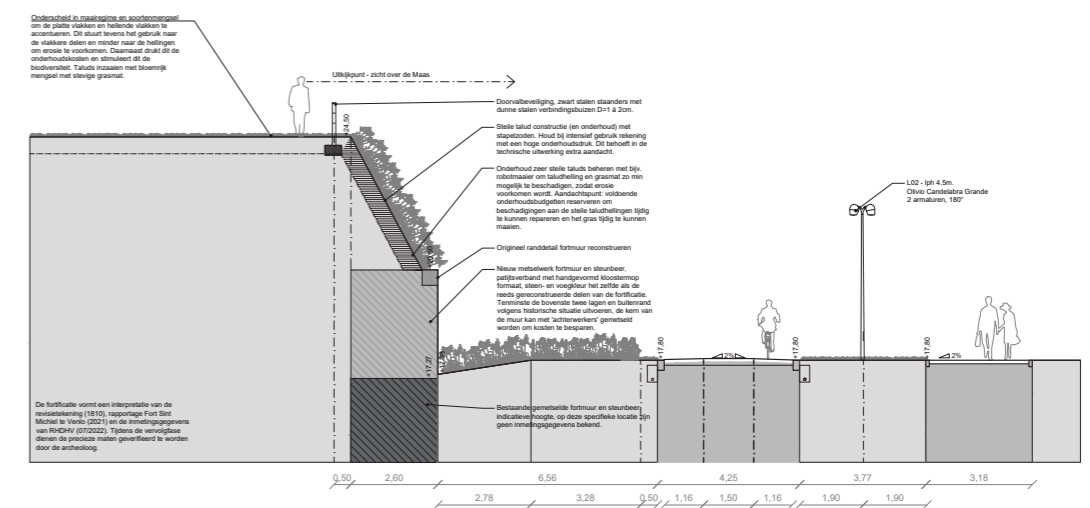 Onderscheid in maairegime en soortenmengsel
om de platte vlakken en hellende vlakken te
accentueren. Dit stuurt tevens het gebruik naar
de vlakkere delen en minder naar de hellingen
om erosie te voorkomen. Daarnaast drukt dit de
onderhoudskosten en stimuleert dit de
biodiversiteit. Taluds inzaaien met bloemrijk
mengsel met stevige grasmat.
Uitkijkpunt - zicht over de Maas
Doorvalbeveiliging, zwart stalen staanders met
dunne stalen verbindingsbuizen D=1 á 2cm.
+24,50
Steile talud constructie (en onderhoud) met
stapelzoden. Houd bij intensief gebruik rekening
met een hoge onderhoudsdruk. Dit behoeft in de
technische uitwerking extra aandacht.
Onderhoud zeer steile taluds beheren met bijv.
robotmaaier om taludhelling en grasmat zo min
mogelijk te beschadigen, zodat erosie
voorkomen wordt. Aandachtspunt: voldoende
onderhoudsbudgetten reserveren om
beschadigingen aan de steile taludhellingen tijdig
te kunnen repareren en het gras tijdig te kunnen
maaien.
L02 - lph 4.5m.
Olivio Candelabra Grande
2 armaturen, 180°
Origineel randdetail fortmuur reconstrueren
Nieuw metselwerk fortmuur en steunbeer,
patijtsverband met handgevormd kloostermop
formaat, steen- en voegkleur het zelfde als de
reeds gereconstrueerde delen van de fortificatie.
Tenminste de bovenste twee lagen en buitenrand
volgens historische situatie uitvoeren, de kern van
de muur kan met 'achterwerkers' gemetseld
worden om kosten te besparen.
+17,27
+17,80
2%
+17,80
+17,80
2%
De fortificatie vormt een interpretatie van de
revisietekening (1810), rapportage Fort Sint
Michiel te Venlo (2021) en de inmetingsgegevens
van RHDHV (07/2022). Tijdens de vervolgfase
dienen de precieze maten geverifieerd te worden
door de archeoloog.
Bestaande gemetselde fortmuur en steunbeer,
indicatieve hoogte, op deze specifieke locatie zijn
geen inmetingsgegevens bekend.
0,50 2,60 6,56 4,25 3,77 3,18
2,78 3,28 0,50 1,16 1,50 1,16 1,90 1,90